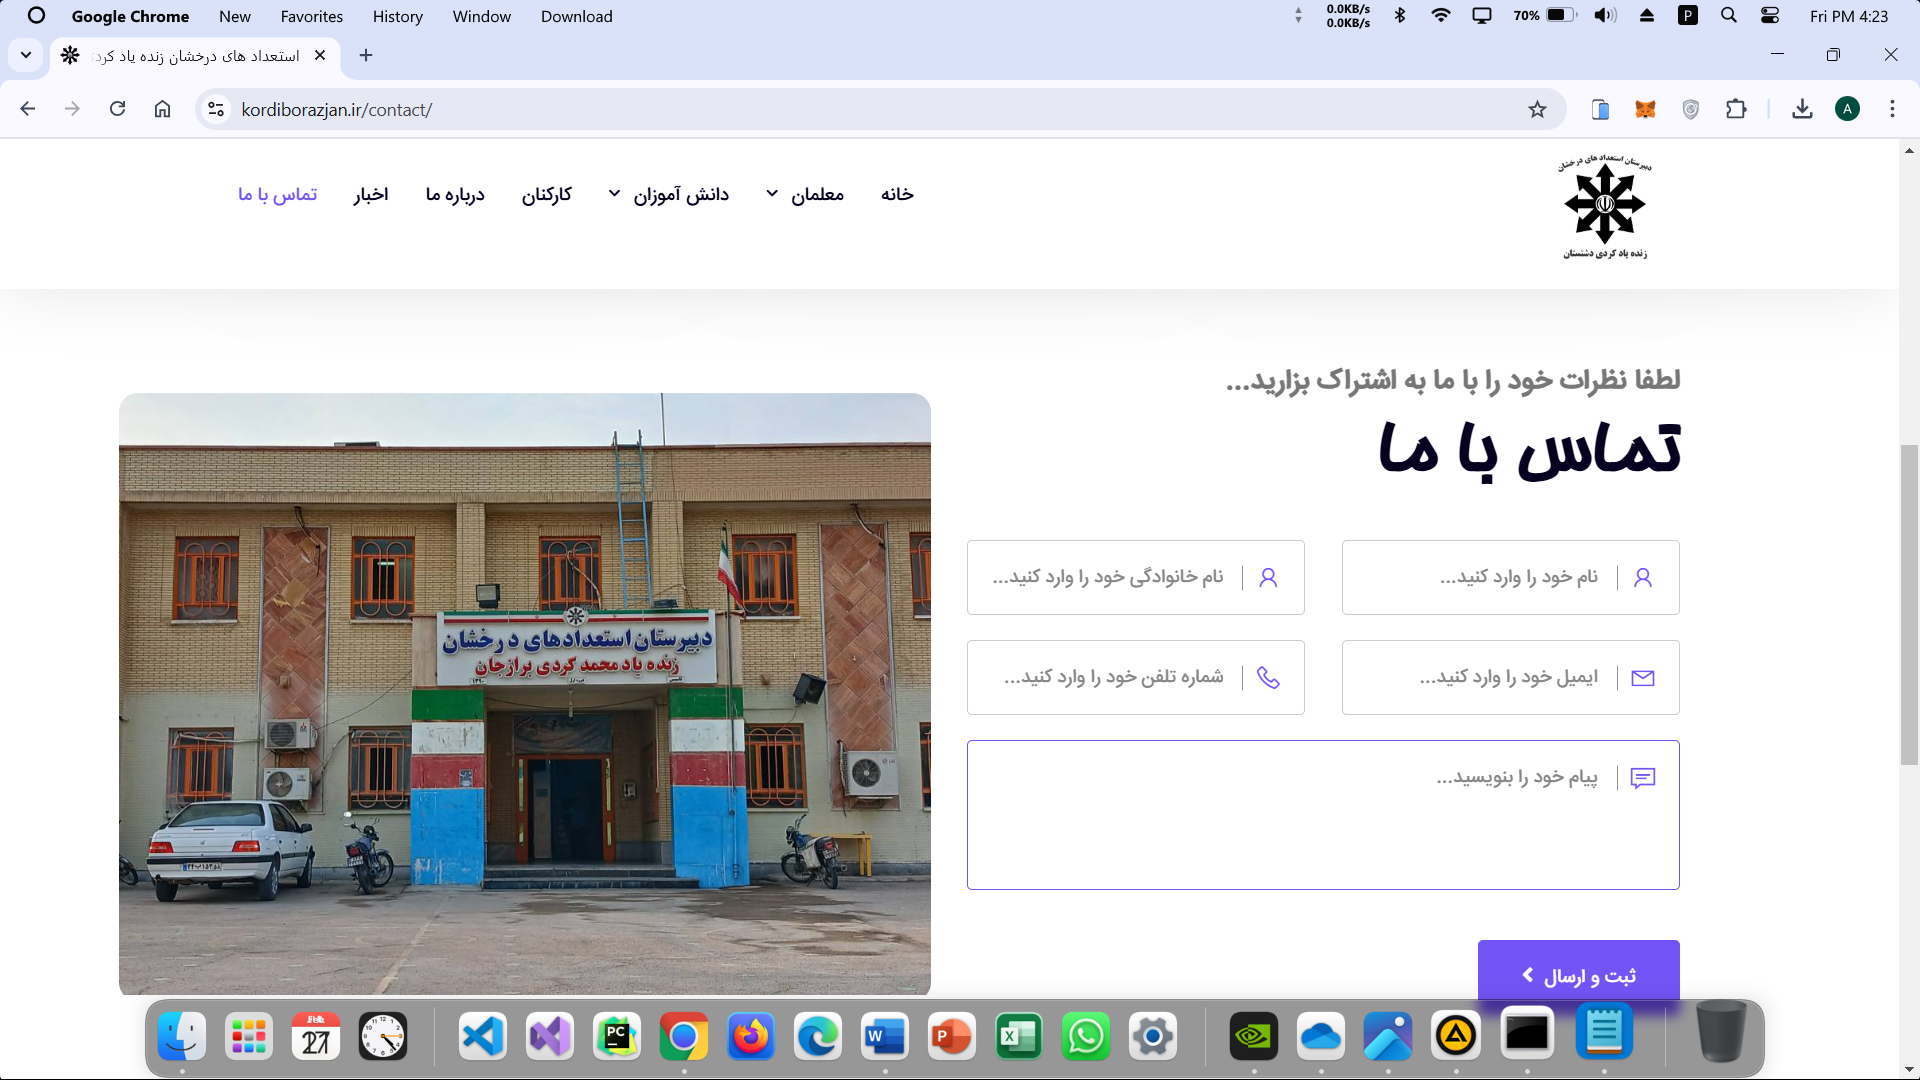 Google Chrome New Favorites History Window Download
0.0KB/s
0.0KB/s
70% P Fri PM 4:23
استعداد های درخشان زنده یاد کردی
kordiborazjan.ir/contact/
A
دبیرستان استعداد های درخشان
زنده یاد کردی دشتستان
خانه معلمان دانش آموزان کارکنان درباره ما اخبار تماس با ما
لطفا نظرات خود را با ما به اشتراک بزارید...
تماس با ما
نام خود را وارد کنید...
نام خانوادگی خود را وارد کنید...
ایمیل خود را وارد کنید...
شماره تلفن خود را وارد کنید...
پیام خود را بنویسید...
ثبت و ارسال
دبیرستان استعدادهای درخشان
زنده یاد محمد کردی برازجان
Feb
27
PC
W
P
X